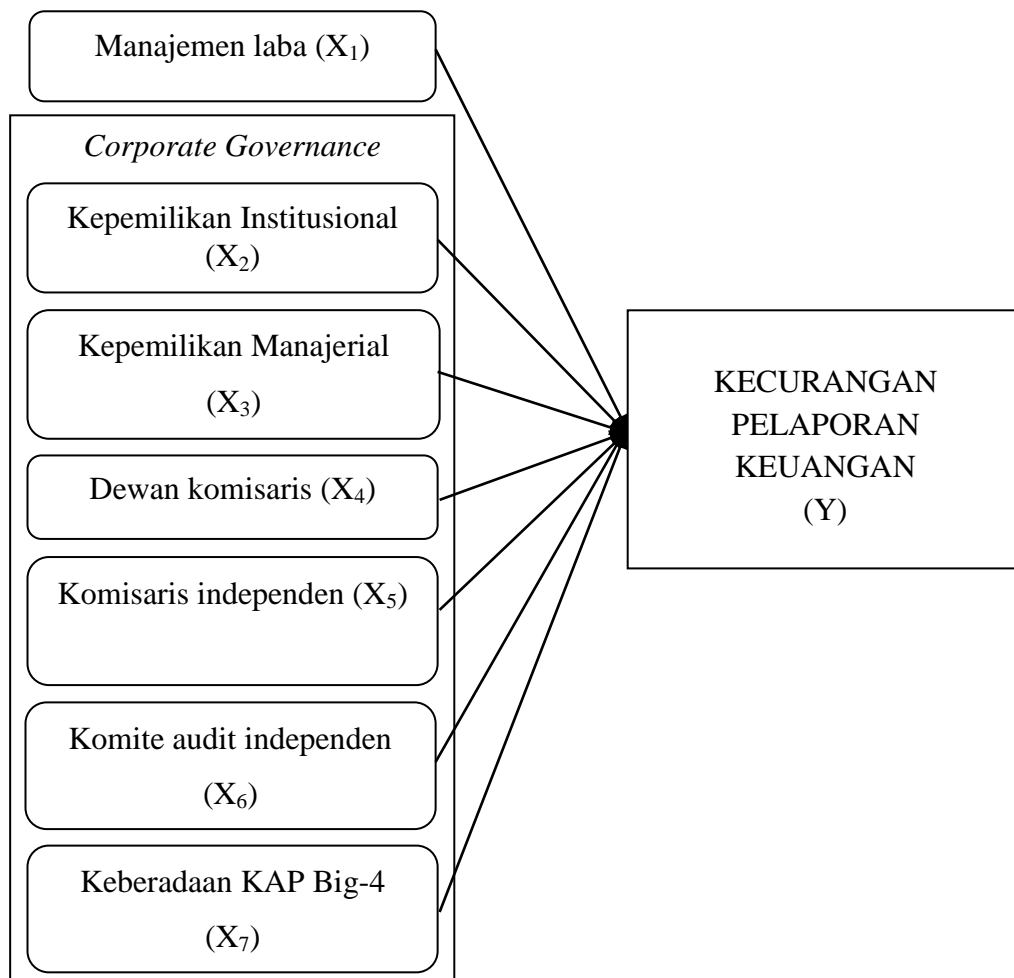 Manajemen laba (X₁)
Corporate Governance
Kepemilikan Institusional
(X₂)
Kepemilikan Manajerial
(X₃)
Dewan komisaris (X₄)
Komisaris independen (X₅)
Komite audit independen
(X₆)
Keberadaan KAP Big-4
(X₇)
KECURANGAN
PELAPORAN
KEUANGAN
(Y)